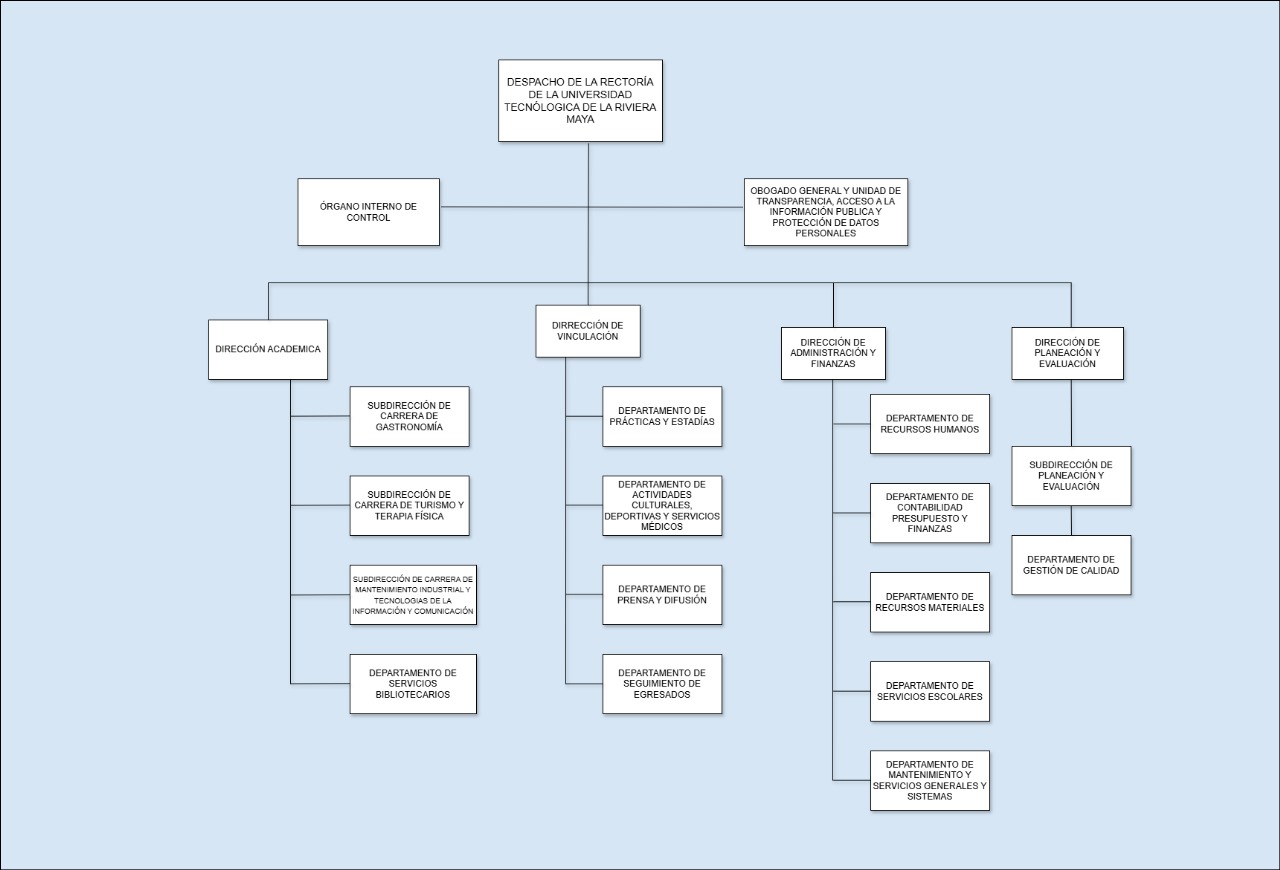 DESPACHO DE LA RECTORÍA
DE LA UNIVERSIDAD
TECNÓLOGICA DE LA RIVIERA
MAYA
ÓRGANO INTERNO DE
CONTROL
OBOGADO GENERAL Y UNIDAD DE
TRANSPARENCIA, ACCESO A LA
INFORMACIÓN PUBLICA Y
PROTECCIÓN DE DATOS
PERSONALES
DIRECCIÓN ACADEMICA
SUBDIRECCIÓN DE
CARRERA DE
GASTRONOMÍA
SUBDIRECCIÓN DE
CARRERA DE TURISMO Y
TERAPIA FÍSICA
SUBDIRECCIÓN DE CARRERA DE
MANTENIMIENTO INDUSTRIAL Y
TECNOLOGIAS DE LA
INFORMACIÓN Y COMUNICACIÓN
DEPARTAMENTO DE
SERVICIOS
BIBLIOTECARIOS
DIRRECCIÓN DE
VINCULACIÓN
DEPARTAMENTO DE
PRÁCTICAS Y ESTADÍAS
DEPARTAMENTO DE
ACTIVIDADES
CULTURALES,
DEPORTIVAS Y SERVICIOS
MÉDICOS
DEPARTAMENTO DE
PRENSA Y DIFUSIÓN
DEPARTAMENTO DE
SEGUIMIENTO DE
EGRESADOS
DIRECCIÓN DE
ADMINISTRACIÓN Y
FINANZAS
DEPARTAMENTO DE
RECURSOS HUMANOS
DEPARTAMENTO DE
CONTABILIDAD
PRESUPUESTO Y
FINANZAS
DEPARTAMENTO DE
RECURSOS MATERIALES
DEPARTAMENTO DE
SERVICIOS ESCOLARES
DEPARTAMENTO DE
MANTENIMIENTO Y
SERVICIOS GENERALES Y
SISTEMAS
DIRECCIÓN DE
PLANEACIÓN Y
EVALUACIÓN
SUBDIRECCIÓN DE
PLANEACIÓN Y
EVALUACIÓN
DEPARTAMENTO DE
GESTIÓN DE CALIDAD